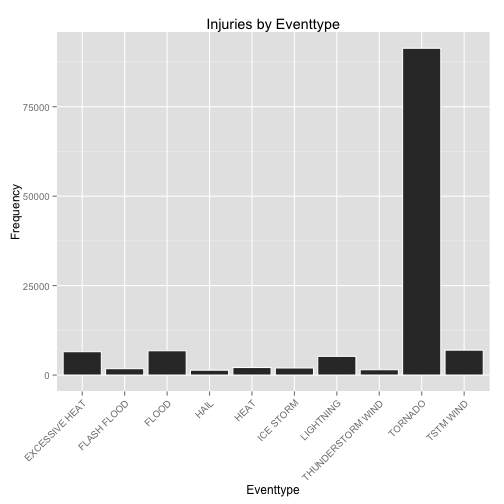 Injuries by Eventtype
Frequency
75000
50000
25000
0
EXCESSIVE HEAT
FLASH FLOOD
FLOOD
HAIL
HEAT
ICE STORM
LIGHTNING
THUNDERSTORM WIND
TORNADO
TSTM WIND
Eventtype